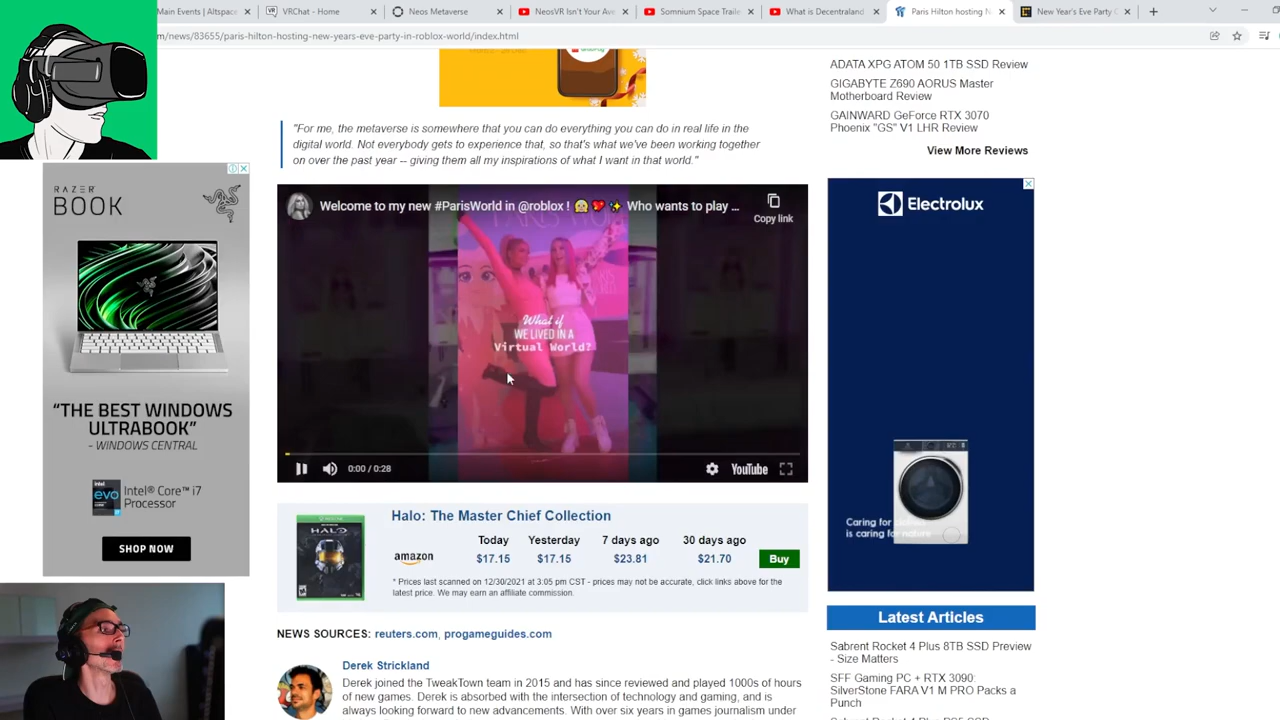 Main Events | Altspac
VRChat - Home
Neos Metaverse
NeosVR Isn't Your Ave
Somnium Space Traile
What is Decentraland
Paris Hilton hosting N
New Year's Eve Party C
m/news/83655/paris-hilton-hosting-new-years-eve-party-in-roblox-world/index.html
ADATA XPG ATOM 50 1TB SSD Review
GIGABYTE Z690 AORUS Master
Motherboard Review
GAINWARD GeForce RTX 3070
Phoenix "GS" V1 LHR Review
View More Reviews
"For me, the metaverse is somewhere that you can do everything you can do in real life in the
digital world. Not everybody gets to experience that, so that's what we've been working together
on over the past year -- giving them all my inspirations of what I want in that world."
RAZER
BOOK
"THE BEST WINDOWS
ULTRABOOK"
- WINDOWS CENTRAL
intel
evo
Intel® Core™ i7
Processor
SHOP NOW
Welcome to my new #ParisWorld in @roblox ! Who wants to play ...
Copy link
What if
WE LIVED IN A
Virtual World?
0:00 / 0:28
YouTube
Electrolux
Caring for clothes
is caring for nature
HALO
Halo: The Master Chief Collection
Today Yesterday 7 days ago 30 days ago
amazon $17.15 $17.15 $23.81 $21.70 Buy
* Prices last scanned on 12/30/2021 at 3:05 pm CST - prices may not be accurate, click links above for the
latest price. We may earn an affiliate commission.
NEWS SOURCES: reuters.com, progameguides.com
Derek Strickland
Derek joined the TweakTown team in 2015 and has since reviewed and played 1000s of hours
of new games. Derek is absorbed with the intersection of technology and gaming, and is
always looking forward to new advancements. With over six years in games journalism under
Latest Articles
Sabrent Rocket 4 Plus 8TB SSD Preview
- Size Matters
SFF Gaming PC + RTX 3090:
SilverStone FARA V1 M PRO Packs a
Punch